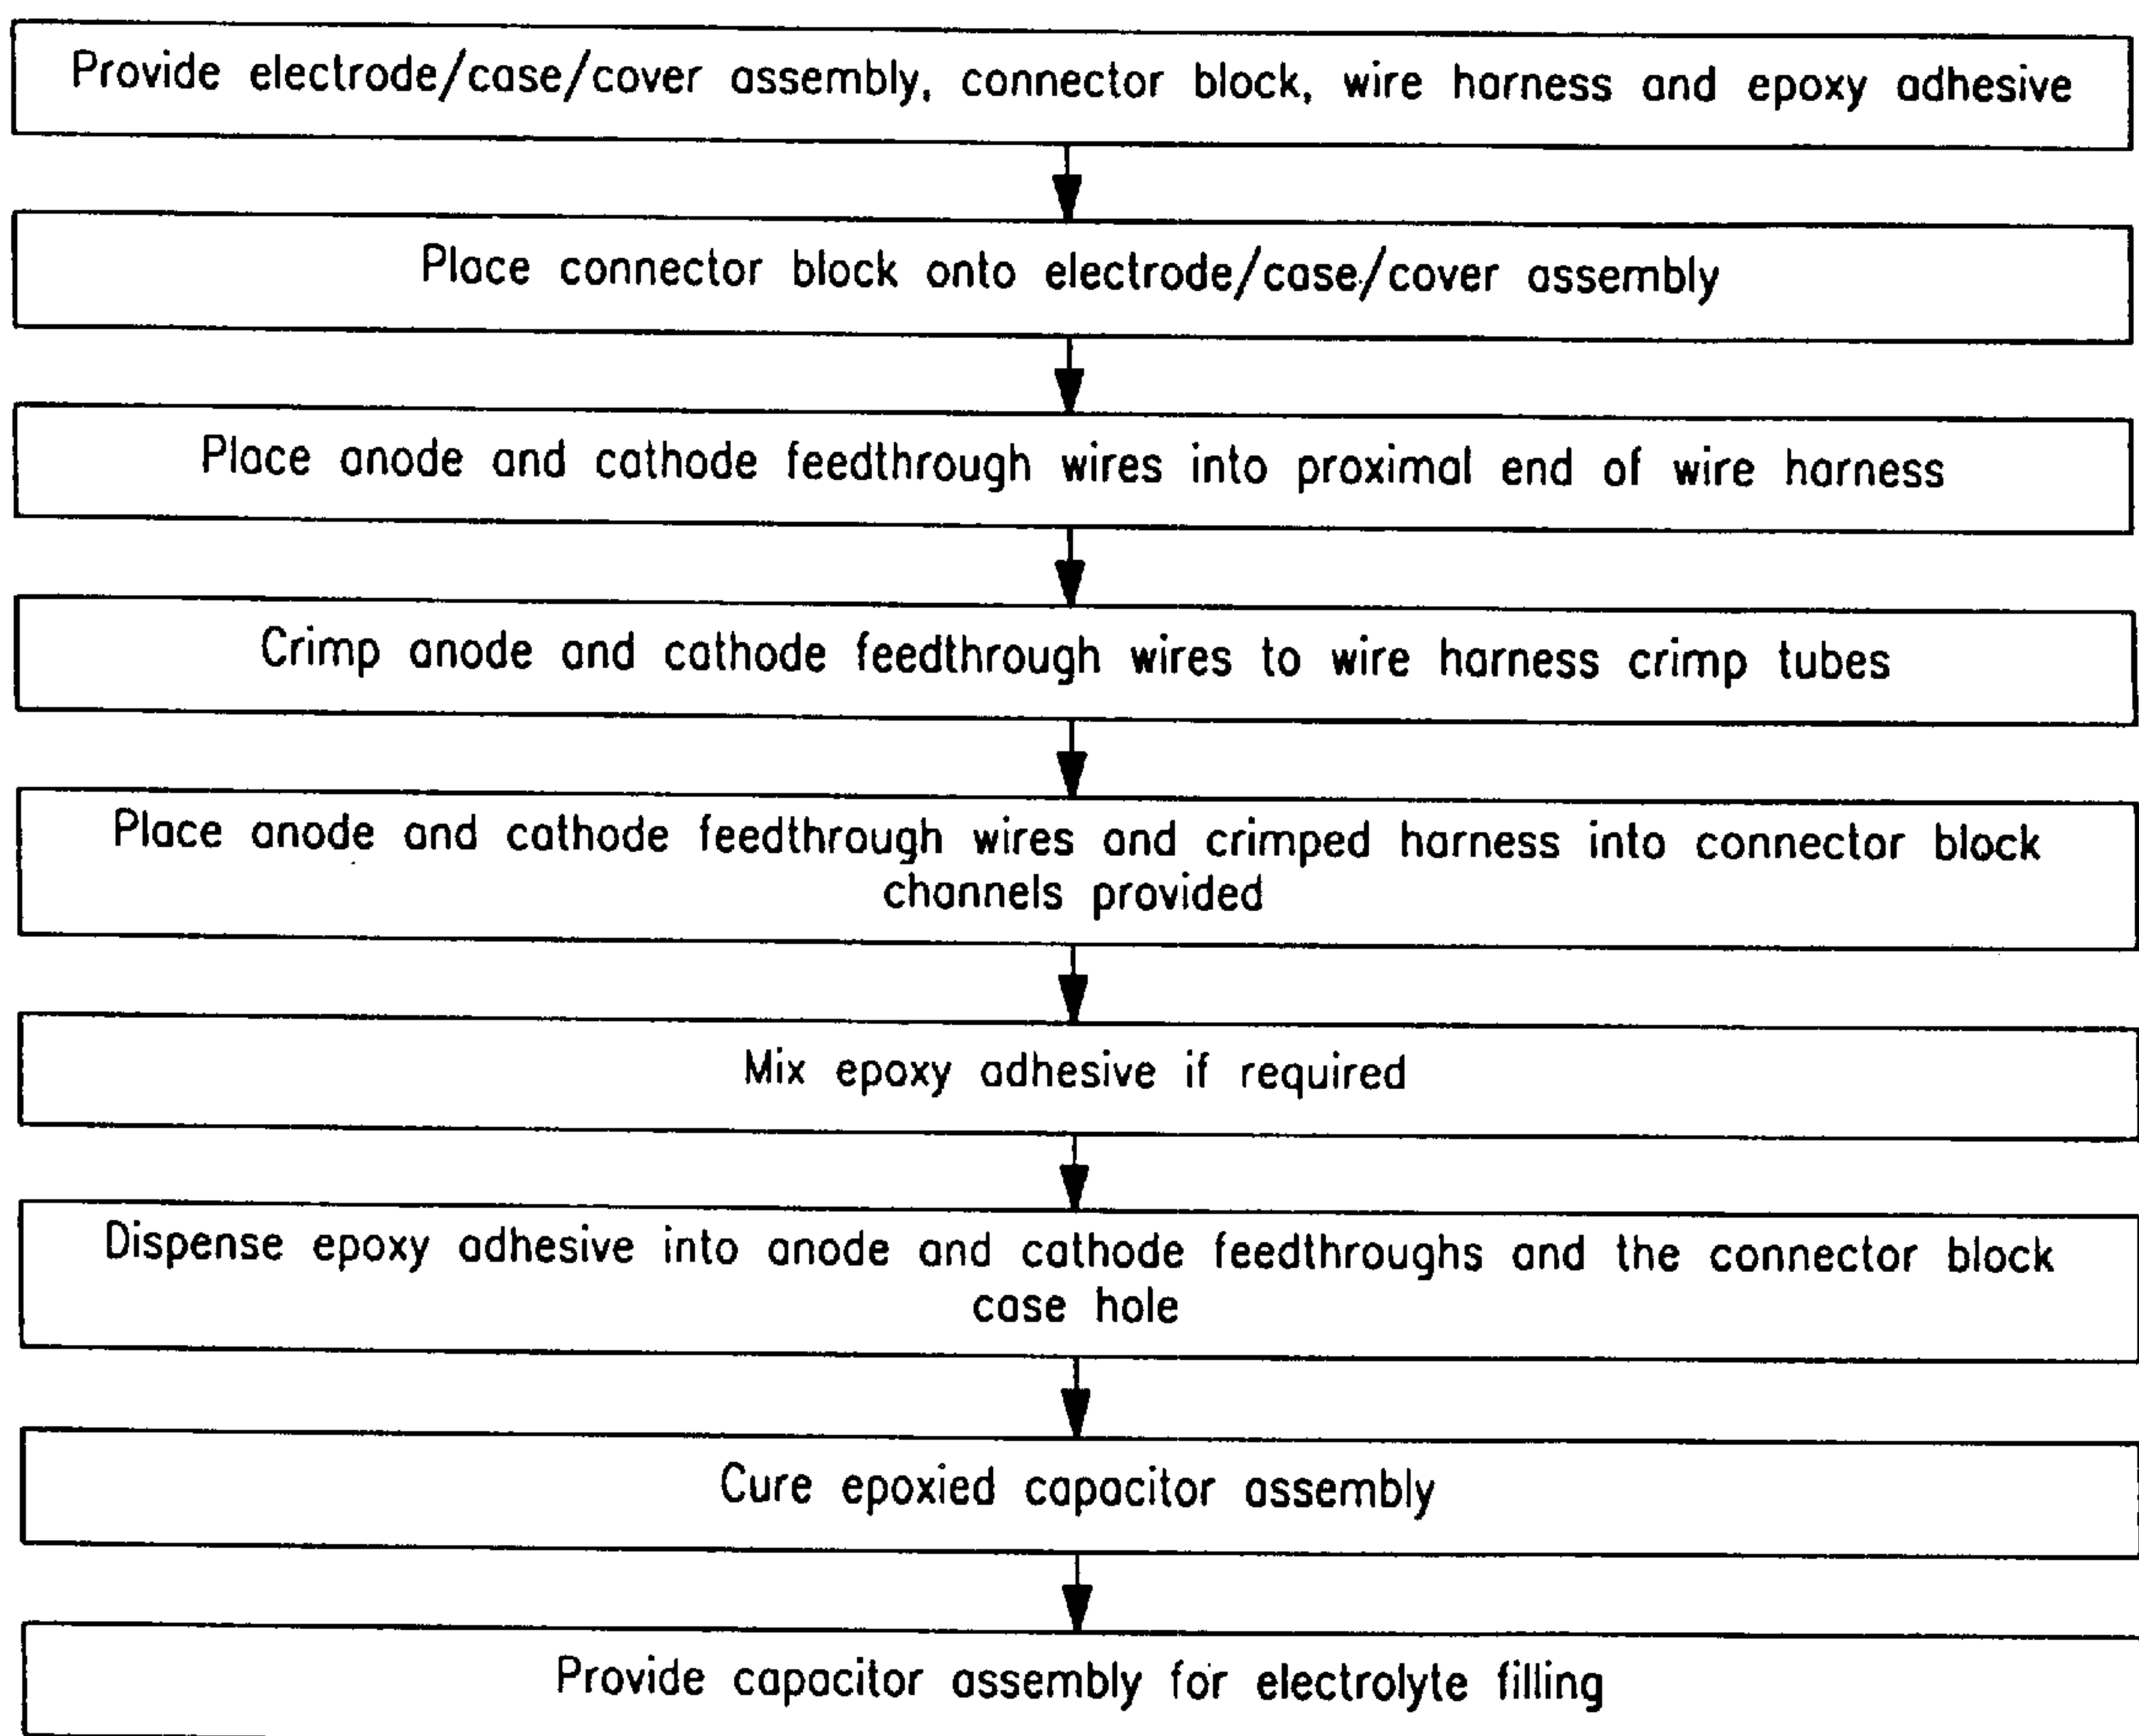 Provide electrode/case/cover assembly, connector block, wire harness and epoxy adhesive
Place connector block onto electrode/case/cover assembly
Place anode and cathode feedthrough wires into proximal end of wire harness
Crimp anode and cathode feedthrough wires to wire harness crimp tubes
Place anode and cathode feedthrough wires and crimped harness into connector block
channels provided
Mix epoxy adhesive if required
Dispense epoxy adhesive into anode and cathode feedthroughs and the connector block
case hole
Cure epoxied capacitor assembly
Provide capacitor assembly for electrolyte filling